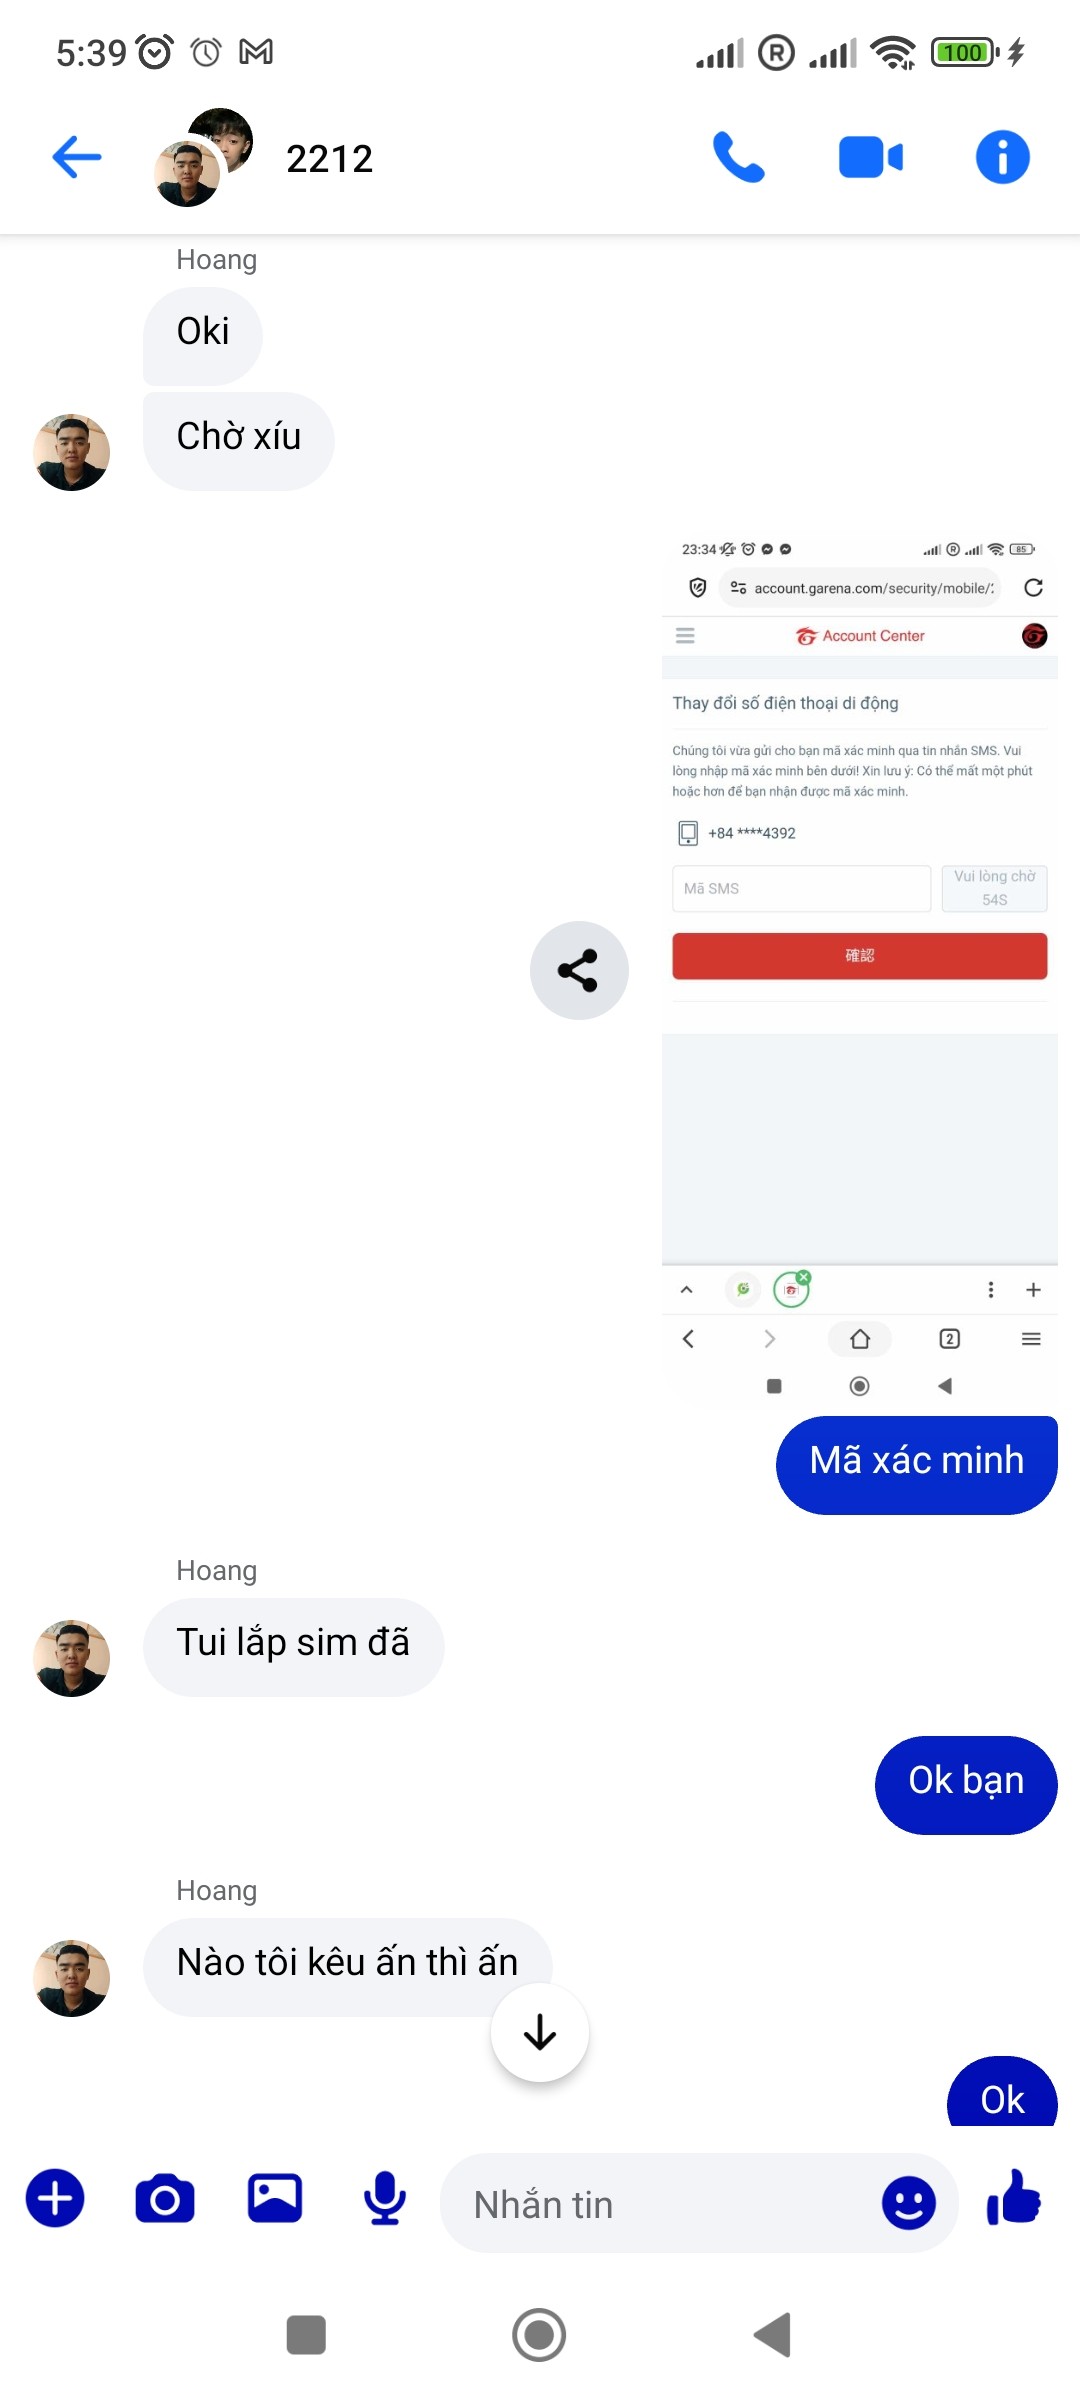 5:39
100
2212
Hoang
Oki
Chờ xíu
23:34
85
account.garena.com/security/mobile/
Account Center
Thay đổi số điện thoại di động
Chúng tôi vừa gửi cho bạn mã xác minh qua tin nhắn SMS. Vui
lòng nhập mã xác minh bên dưới! Xin lưu ý: Có thể mất một phút
hoặc hơn để bạn nhận được mã xác minh.
+84 ****4392
Mã SMS
Vui lòng chờ
54S
確認
2
Mã xác minh
Hoang
Tui lắp sim đã
Ok bạn
Hoang
Nào tôi kêu ấn thì ấn
Ok
Nhắn tin